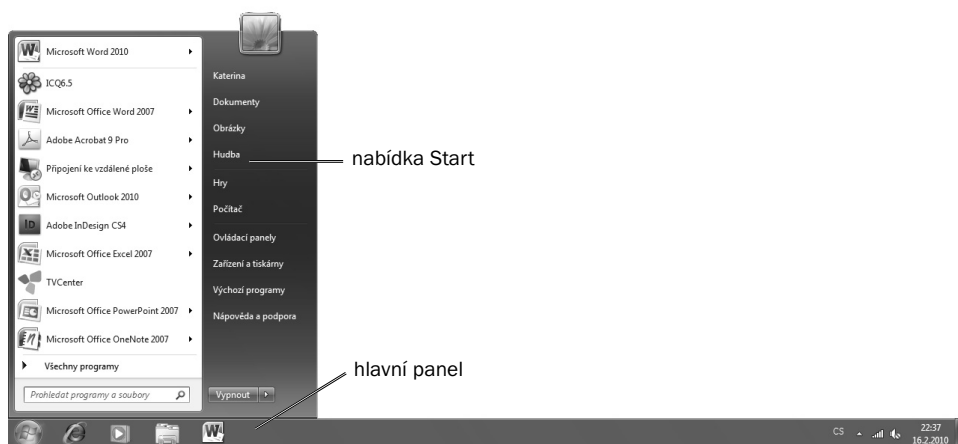 Microsoft Word 2010
ICQ6.5
Microsoft Office Word 2007
Adobe Acrobat 9 Pro
Připojení ke vzdálené ploše
Microsoft Outlook 2010
Adobe InDesign CS4
Microsoft Office Excel 2007
TVCenter
Microsoft Office PowerPoint 2007
Microsoft Office OneNote 2007
Všechny programy
Prohledat programy a soubory
Katerina
Dokumenty
Obrázky
Hudba
Hry
Počítač
Ovládací panely
Zařízení a tiskárny
Výchozí programy
Nápověda a podpora
Vypnout
nabídka Start
hlavní panel
CS
22:37
16.2.2010